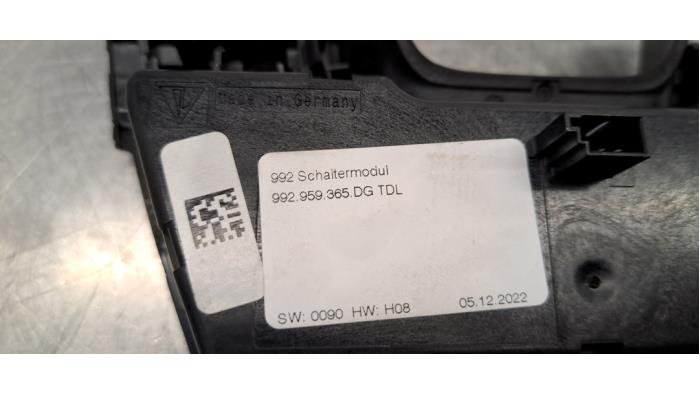 Made in Germany
992 Schaltermodul
992.959.365.DG TDL
SW: 0090 HW: H08 05.12.2022